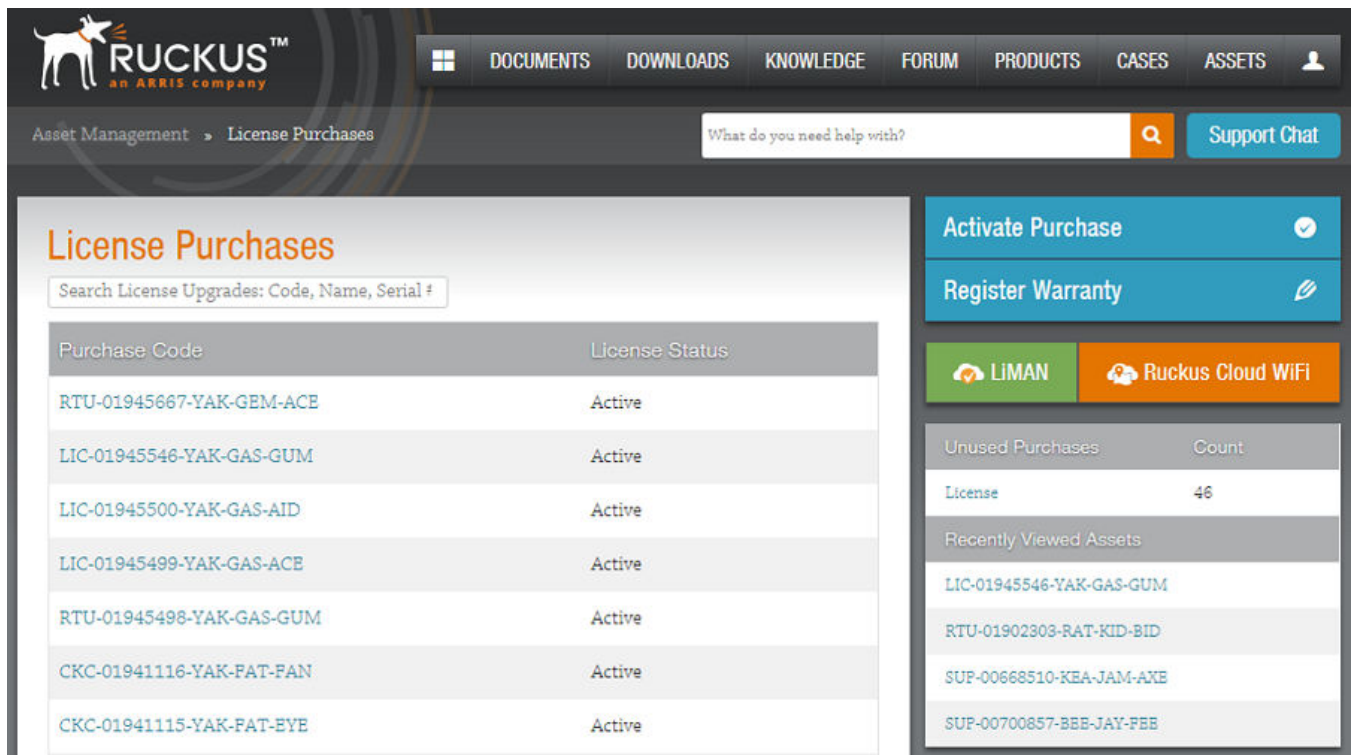 RUCKUS™
an ARRIS company
DOCUMENTS DOWNLOADS KNOWLEDGE FORUM PRODUCTS CASES ASSETS
Asset Management » License Purchases
What do you need help with?
Support Chat
License Purchases
Search License Upgrades: Code, Name, Serial #
Purchase Code License Status
RTU-01945667-YAK-GEM-ACE Active
LIC-01945546-YAK-GAS-GUM Active
LIC-01945500-YAK-GAS-AID Active
LIC-01945499-YAK-GAS-ACE Active
RTU-01945498-YAK-GAS-GUM Active
CKC-01941116-YAK-FAT-FAN Active
CKC-01941115-YAK-FAT-EYE Active
Activate Purchase
Register Warranty
LiMAN
Ruckus Cloud WiFi
Unused Purchases Count
License 46
Recently Viewed Assets
LIC-01945546-YAK-GAS-GUM
RTU-01902303-RAT-KID-BID
SUP-00668510-KEA-JAM-AXE
SUP-00700857-BEE-JAY-FEE